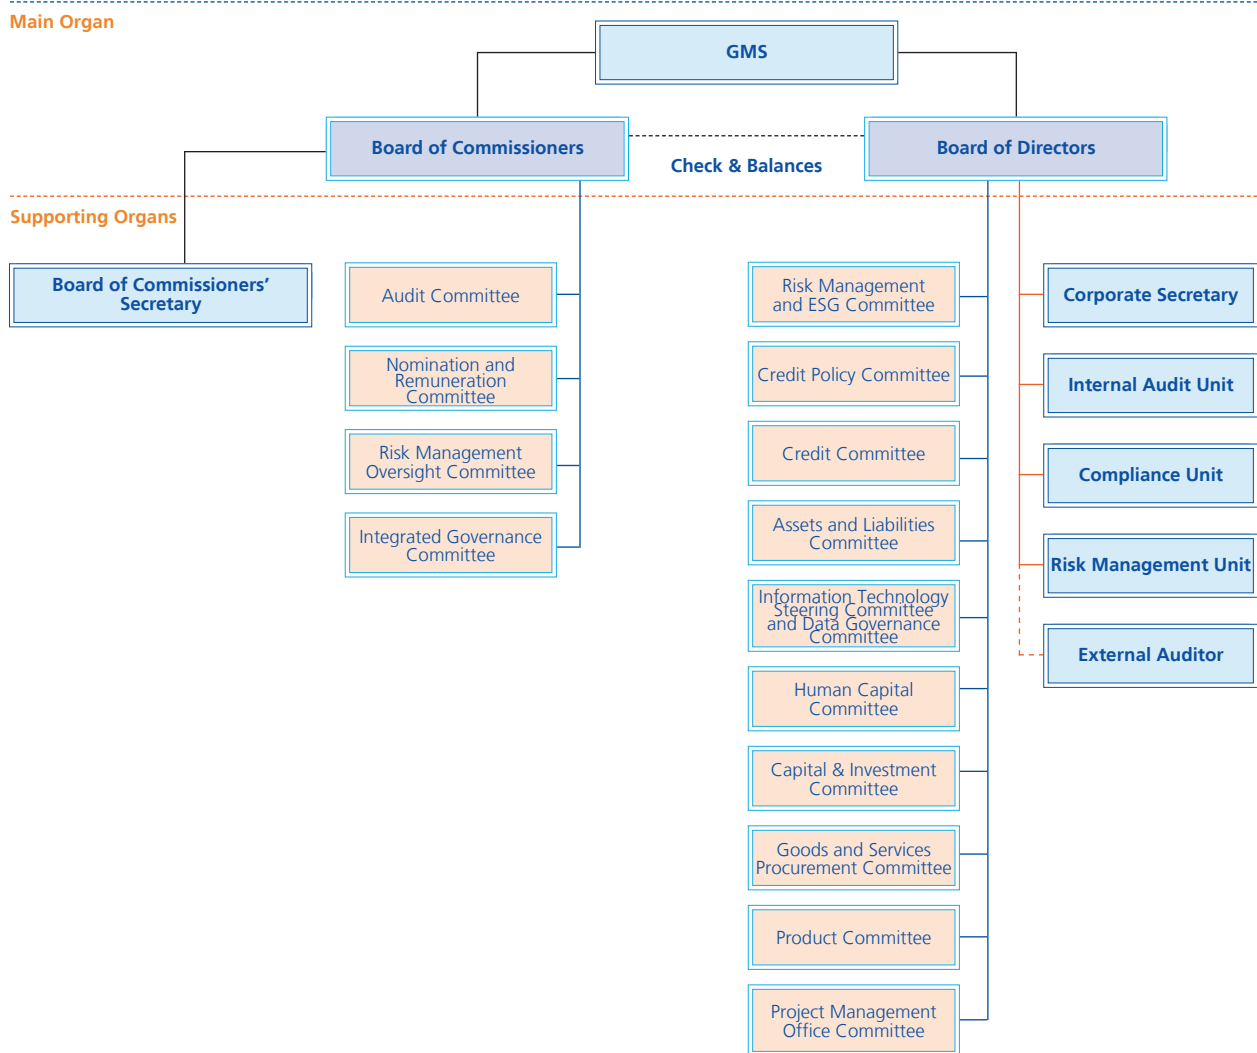 Main Organ
GMS
Board of Commissioners
Check & Balances
Board of Directors
Supporting Organs
Board of Commissioners’
Secretary
Audit Committee
Nomination and
Remuneration
Committee
Risk Management
Oversight Committee
Integrated Governance
Committee
Risk Management
and ESG Committee
Credit Policy Committee
Credit Committee
Assets and Liabilities
Committee
Information Technology
Steering Committee
and Data Governance
Committee
Human Capital
Committee
Capital & Investment
Committee
Goods and Services
Procurement Committee
Product Committee
Project Management
Office Committee
Corporate Secretary
Internal Audit Unit
Compliance Unit
Risk Management Unit
External Auditor